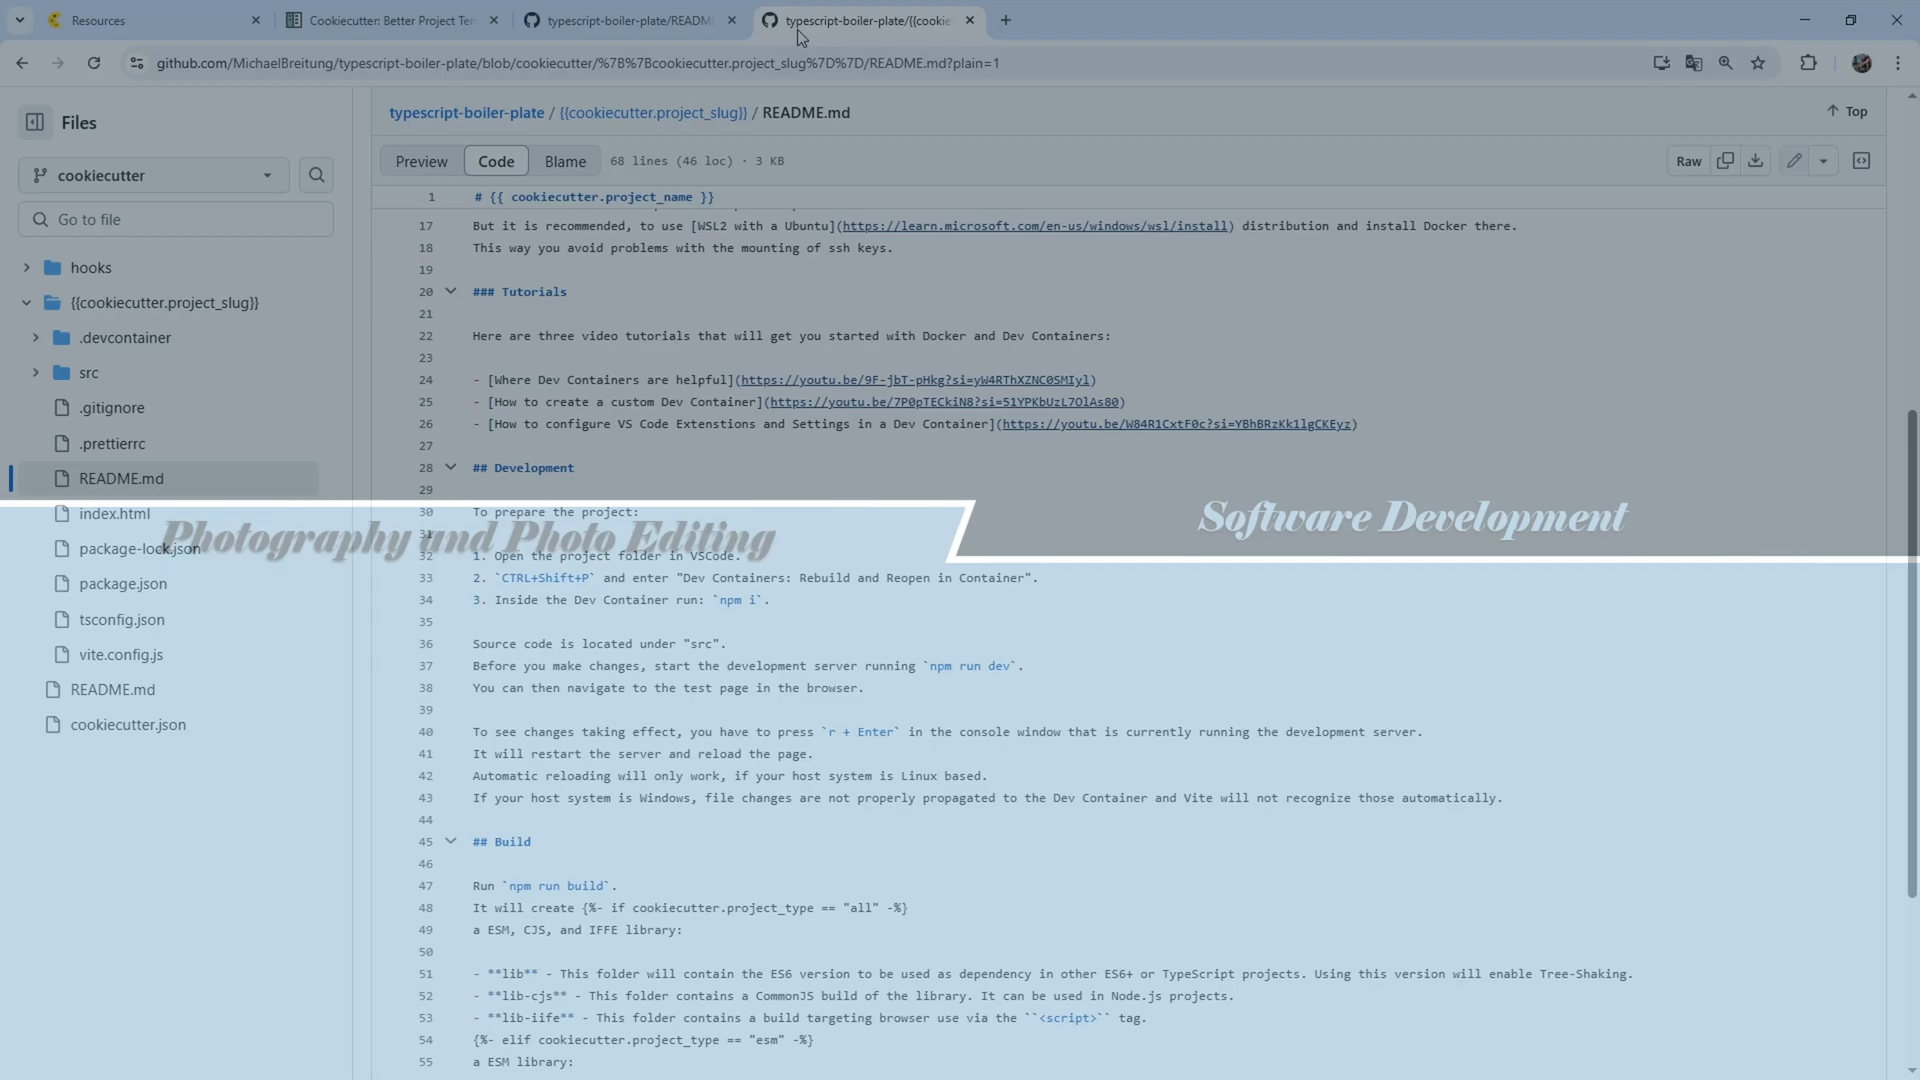 Resources
Cookiecutter: Better Project Ter
typescript-boiler-plate/READM
typescript-boiler-plate/{{cookie
github.com/MichaelBreitung/typescript-boiler-plate/blob/cookiecutter/%7B%7Bcookiecutter.project_slug%7D%7D/README.md?plain=1
Files
cookiecutter
Go to file
hooks
{{cookiecutter.project_slug}}
.devcontainer
src
.gitignore
.prettierrc
README.md
index.html
package-lock.json
package.json
tsconfig.json
vite.config.js
README.md
cookiecutter.json
typescript-boiler-plate / {{cookiecutter.project_slug}} / README.md
Top
Preview Code Blame 68 lines (46 loc) · 3 KB
Raw
1 # {{ cookiecutter.project_name }}
17 But it is recommended, to use [WSL2 with a Ubuntu](https://learn.microsoft.com/en-us/windows/wsl/install) distribution and install Docker there.
18 This way you avoid problems with the mounting of ssh keys.
19
20 ### Tutorials
21
22 Here are three video tutorials that will get you started with Docker and Dev Containers:
23
24 - [Where Dev Containers are helpful](https://youtu.be/9F-jbT-pHkg?si=yW4RThXZNC0SMIyl)
25 - [How to create a custom Dev Container](https://youtu.be/7P0pTECkiN8?si=51YPKbUzL7OlAs80)
26 - [How to configure VS Code Extenstions and Settings in a Dev Container](https://youtu.be/W84R1CxtF0c?si=YBhBRzKk1lgCKEyz)
27
28 ## Development
29
30 To prepare the project:
31
32 1. Open the project folder in VSCode.
33 2. `CTRL+Shift+P` and enter "Dev Containers: Rebuild and Reopen in Container".
34 3. Inside the Dev Container run: `npm i`.
35
36 Source code is located under "src".
37 Before you make changes, start the development server running `npm run dev`.
38 You can then navigate to the test page in the browser.
39
40 To see changes taking effect, you have to press `r + Enter` in the console window that is currently running the development server.
41 It will restart the server and reload the page.
42 Automatic reloading will only work, if your host system is Linux based.
43 If your host system is Windows, file changes are not properly propagated to the Dev Container and Vite will not recognize those automatically.
44
45 ## Build
46
47 Run `npm run build`.
48 It will create {%- if cookiecutter.project_type == "all" -%}
49 a ESM, CJS, and IFFE library:
50
51 - **lib** - This folder will contain the ES6 version to be used as dependency in other ES6+ or TypeScript projects. Using this version will enable Tree-Shaking.
52 - **lib-cjs** - This folder contains a CommonJS build of the library. It can be used in Node.js projects.
53 - **lib-iife** - This folder contains a build targeting browser use via the ``<script>`` tag.
54 {%- elif cookiecutter.project_type == "esm" -%}
55 a ESM library:
Photography and Photo Editing
Software Development